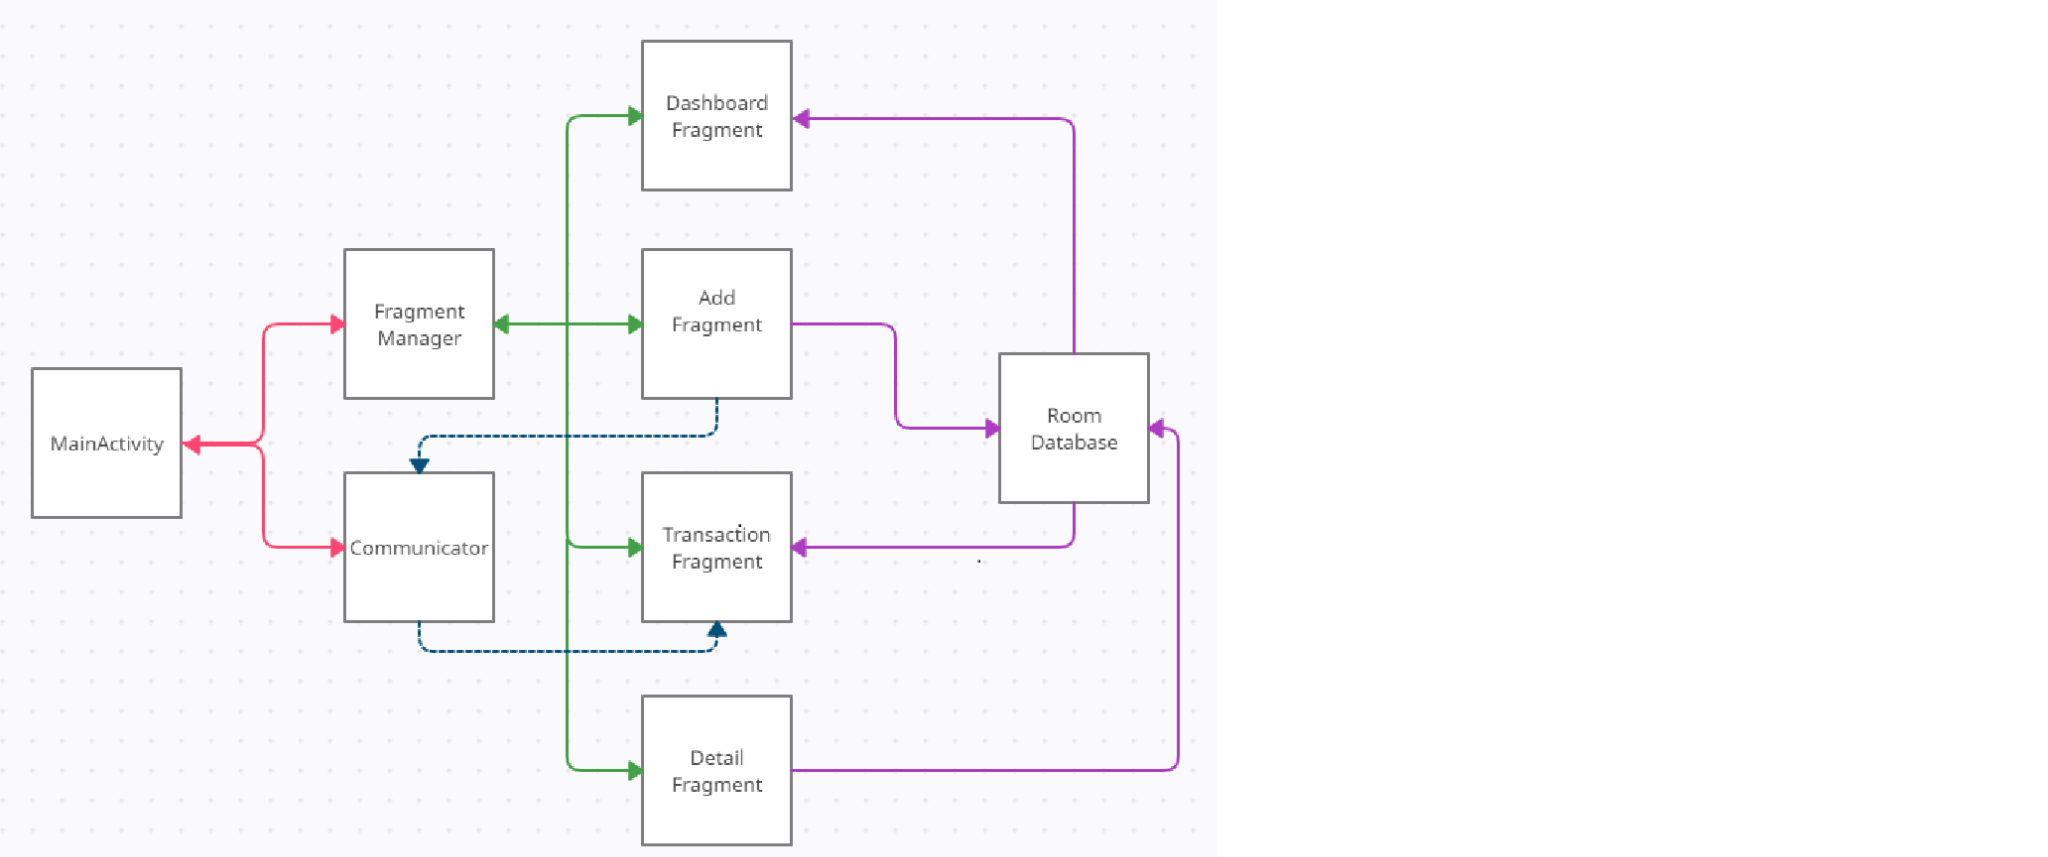 Dashboard
Fragment
Fragment
Manager
Add
Fragment
MainActivity
Room
Database
Communicator
Transaction
Fragment
Detail
Fragment